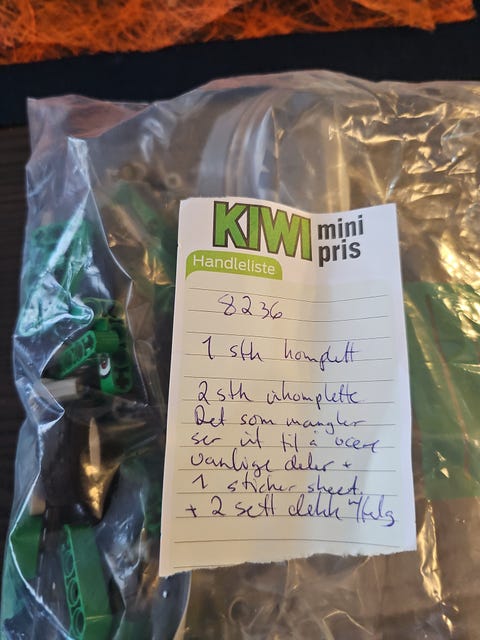 KIWI mini pris
Handleliste
8236
1 stk komplett
2 stk inkomplette
Det som mangler
ser ut til å være
vanlige deler +
1 sticker sheet
+ 2 sett dekk m/felg